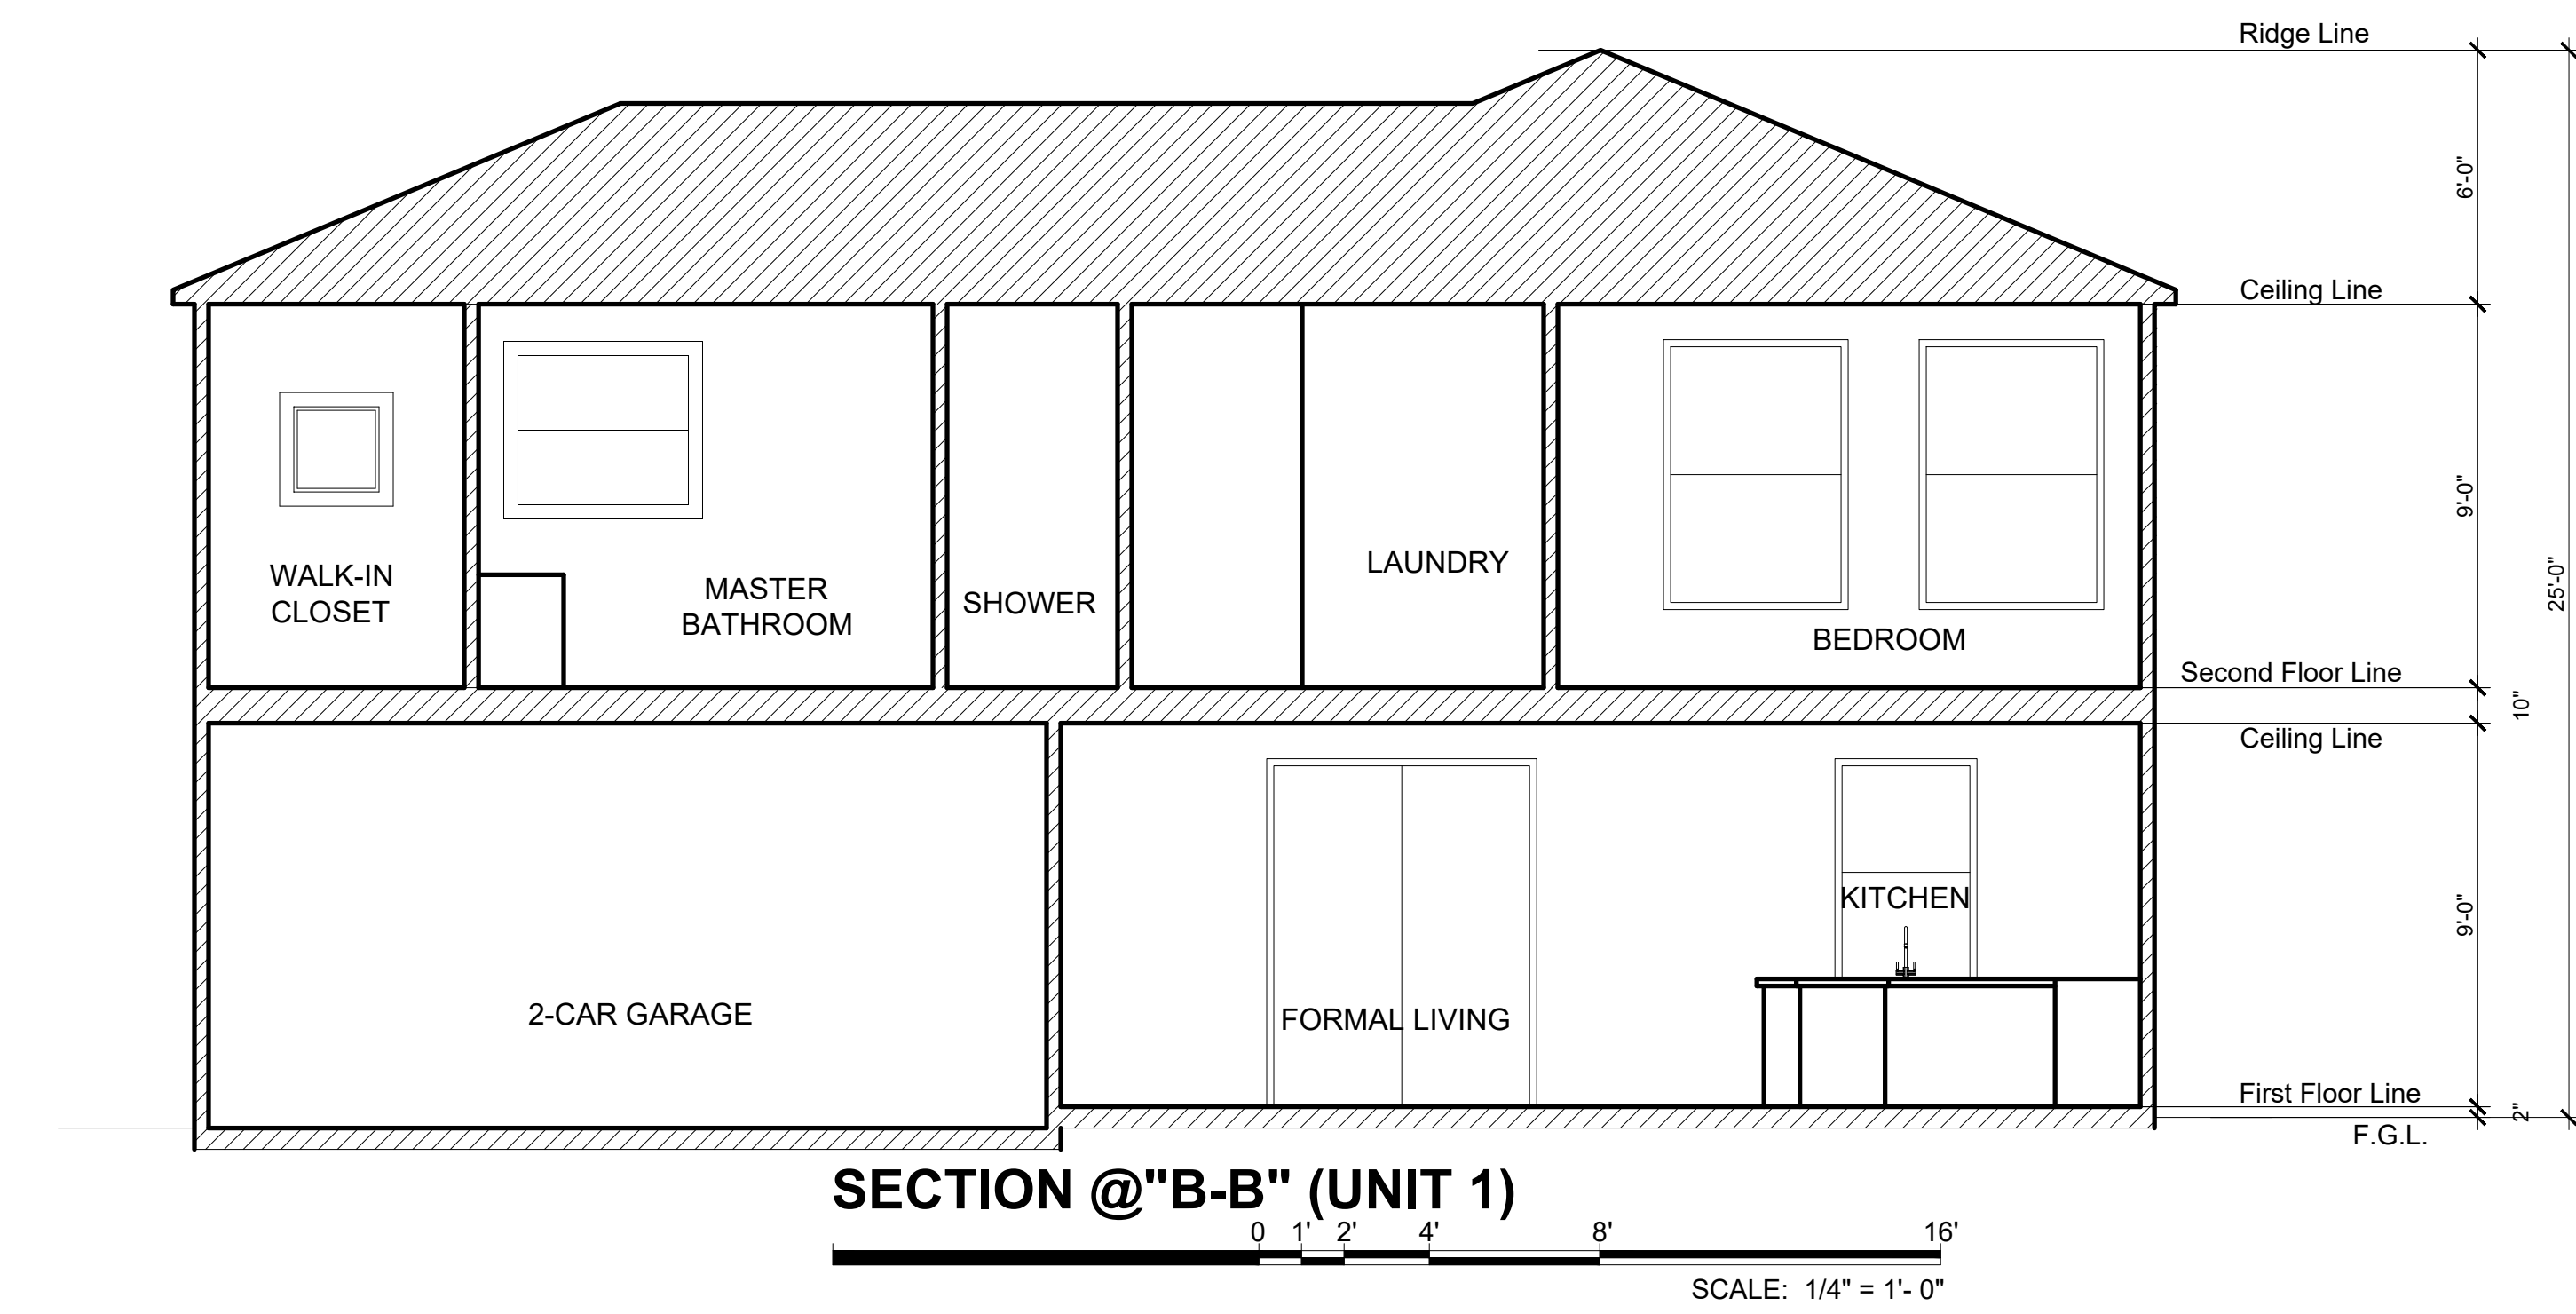 Ridge Line
6'-0"
Ceiling Line
9'-0"
25'-0"
WALK-IN
CLOSET
MASTER
BATHROOM
SHOWER
LAUNDRY
BEDROOM
Second Floor Line
10"
Ceiling Line
9'-0"
KITCHEN
2-CAR GARAGE
FORMAL LIVING
First Floor Line
2"
F.G.L.
SECTION @"B-B" (UNIT 1)
0 1' 2' 4' 8' 16'
SCALE: 1/4" = 1'- 0"